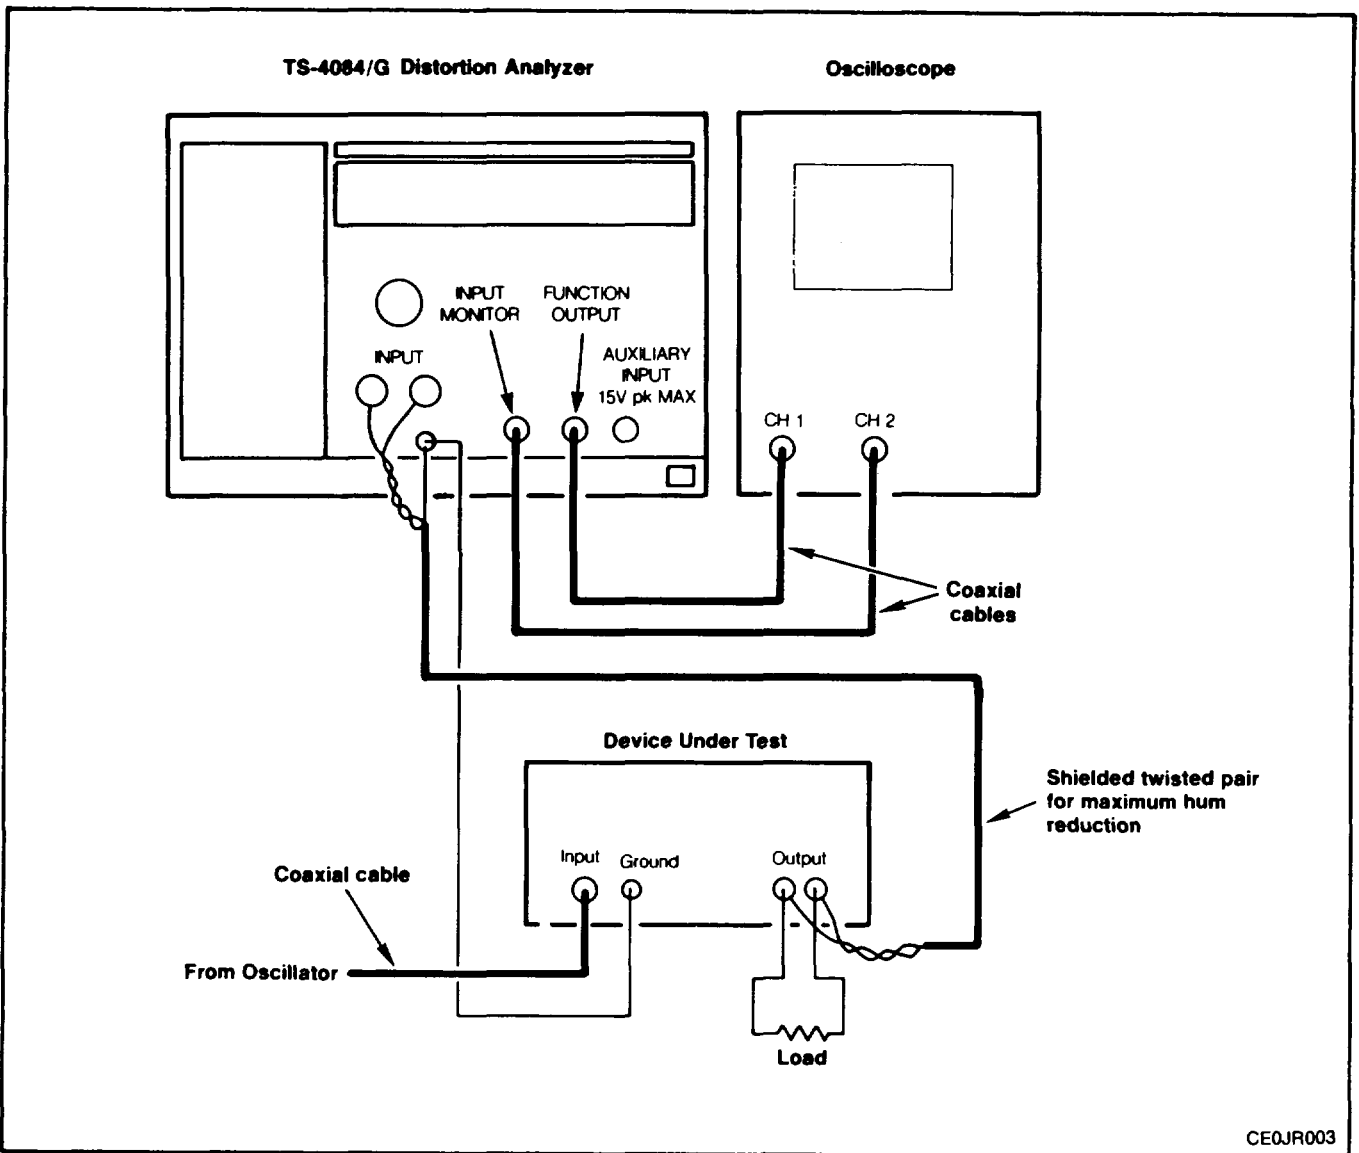 TS-4084/G Distortion Analyzer
Oscilloscope
INPUT
MONITOR
FUNCTION
OUTPUT
INPUT
AUXILIARY
INPUT
15V pk MAX
CH 1
CH 2
Coaxial
cables
Device Under Test
Shielded twisted pair
for maximum hum
reduction
Input
Ground
Output
Coaxial cable
From Oscillator
Load
CE0JR003